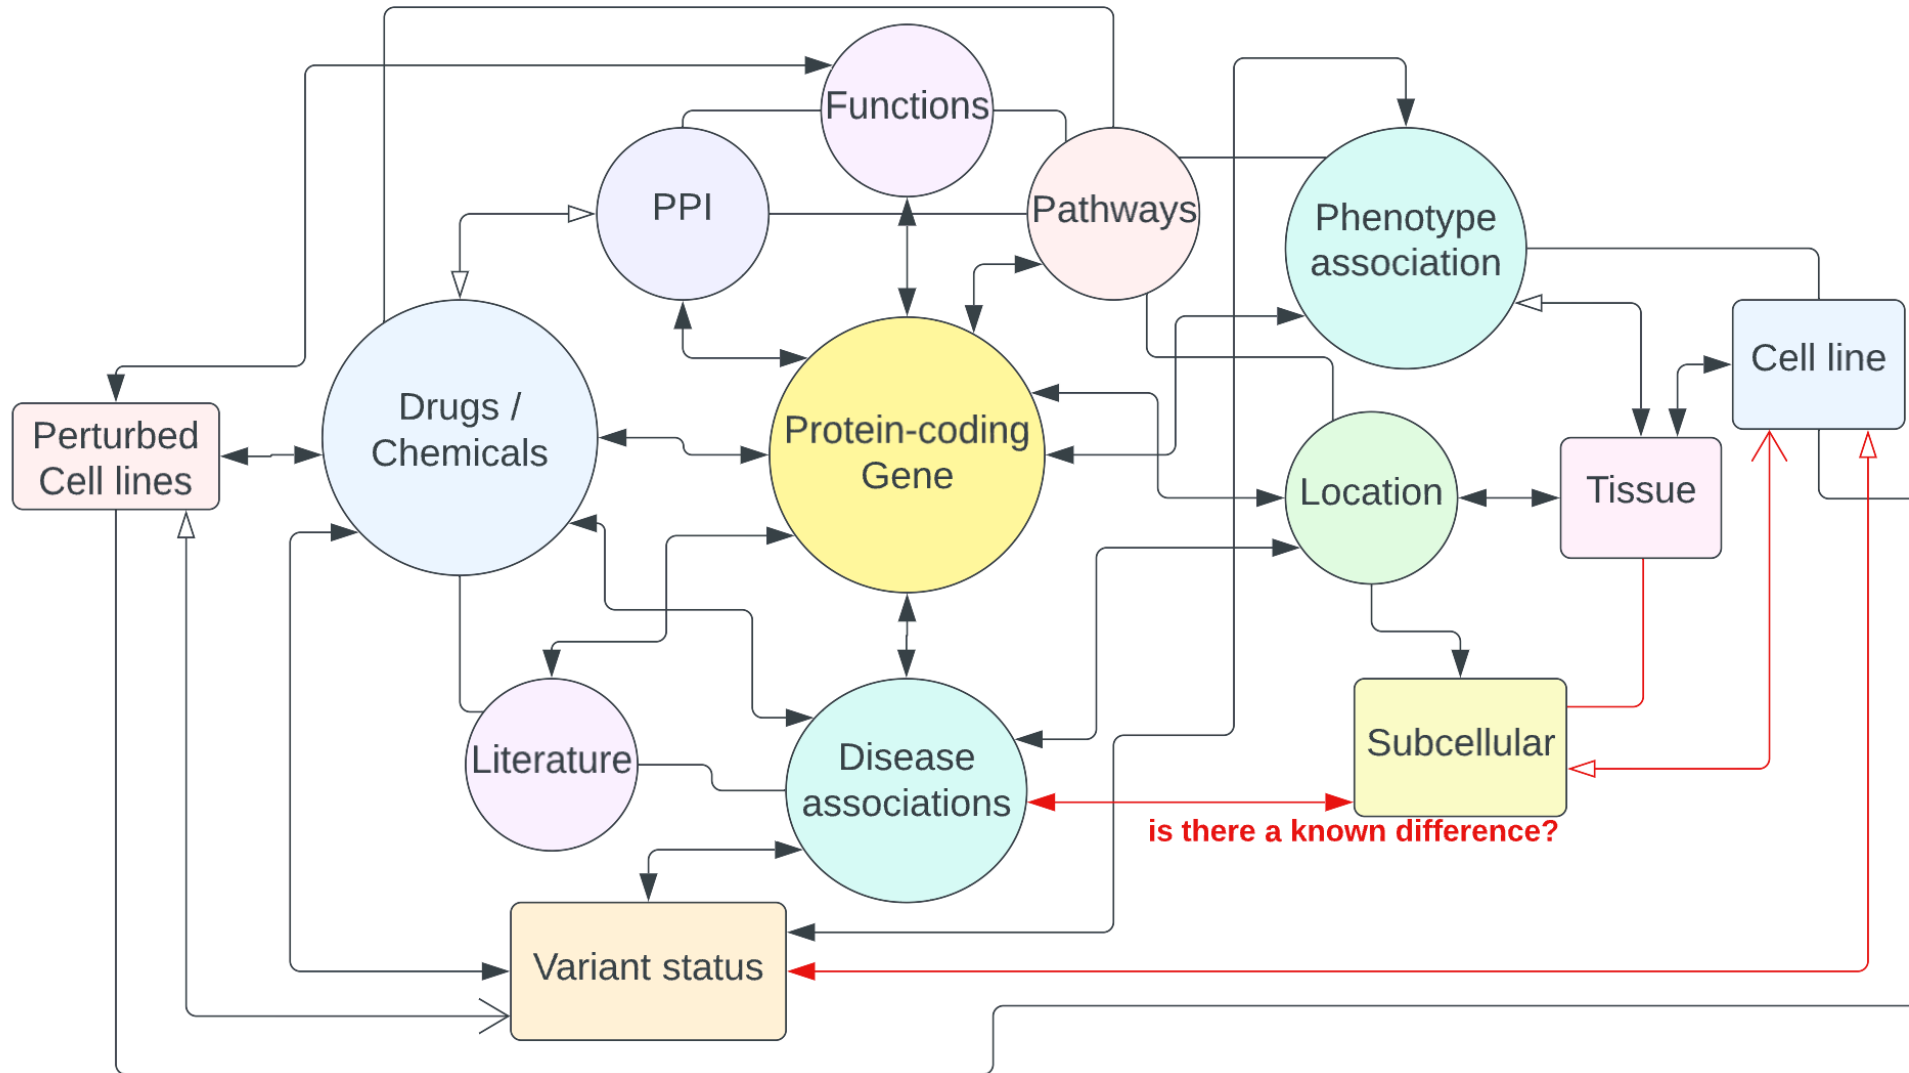 Functions
PPI
Pathways
Phenotype
association
Cell line
Drugs /
Chemicals
Perturbed
Cell lines
Protein-coding
Gene
Location
Tissue
Literature
Disease
associations
Subcellular
is there a known difference?
Variant status